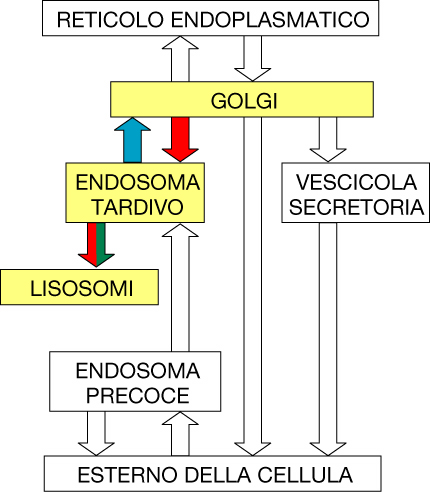 RETICOLO ENDOPLASMATICO
GOLGI
ENDOSOMA
TARDIVO
VESCICOLA
SECRETORIA
LISOSOMI
ENDOSOMA
PRECOCE
ESTERNO DELLA CELLULA